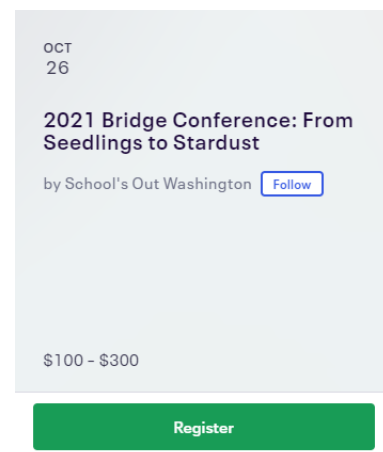 OCT
26
2021 Bridge Conference: From
Seedlings to Stardust
by School's Out Washington Follow
$100 – $300
Register